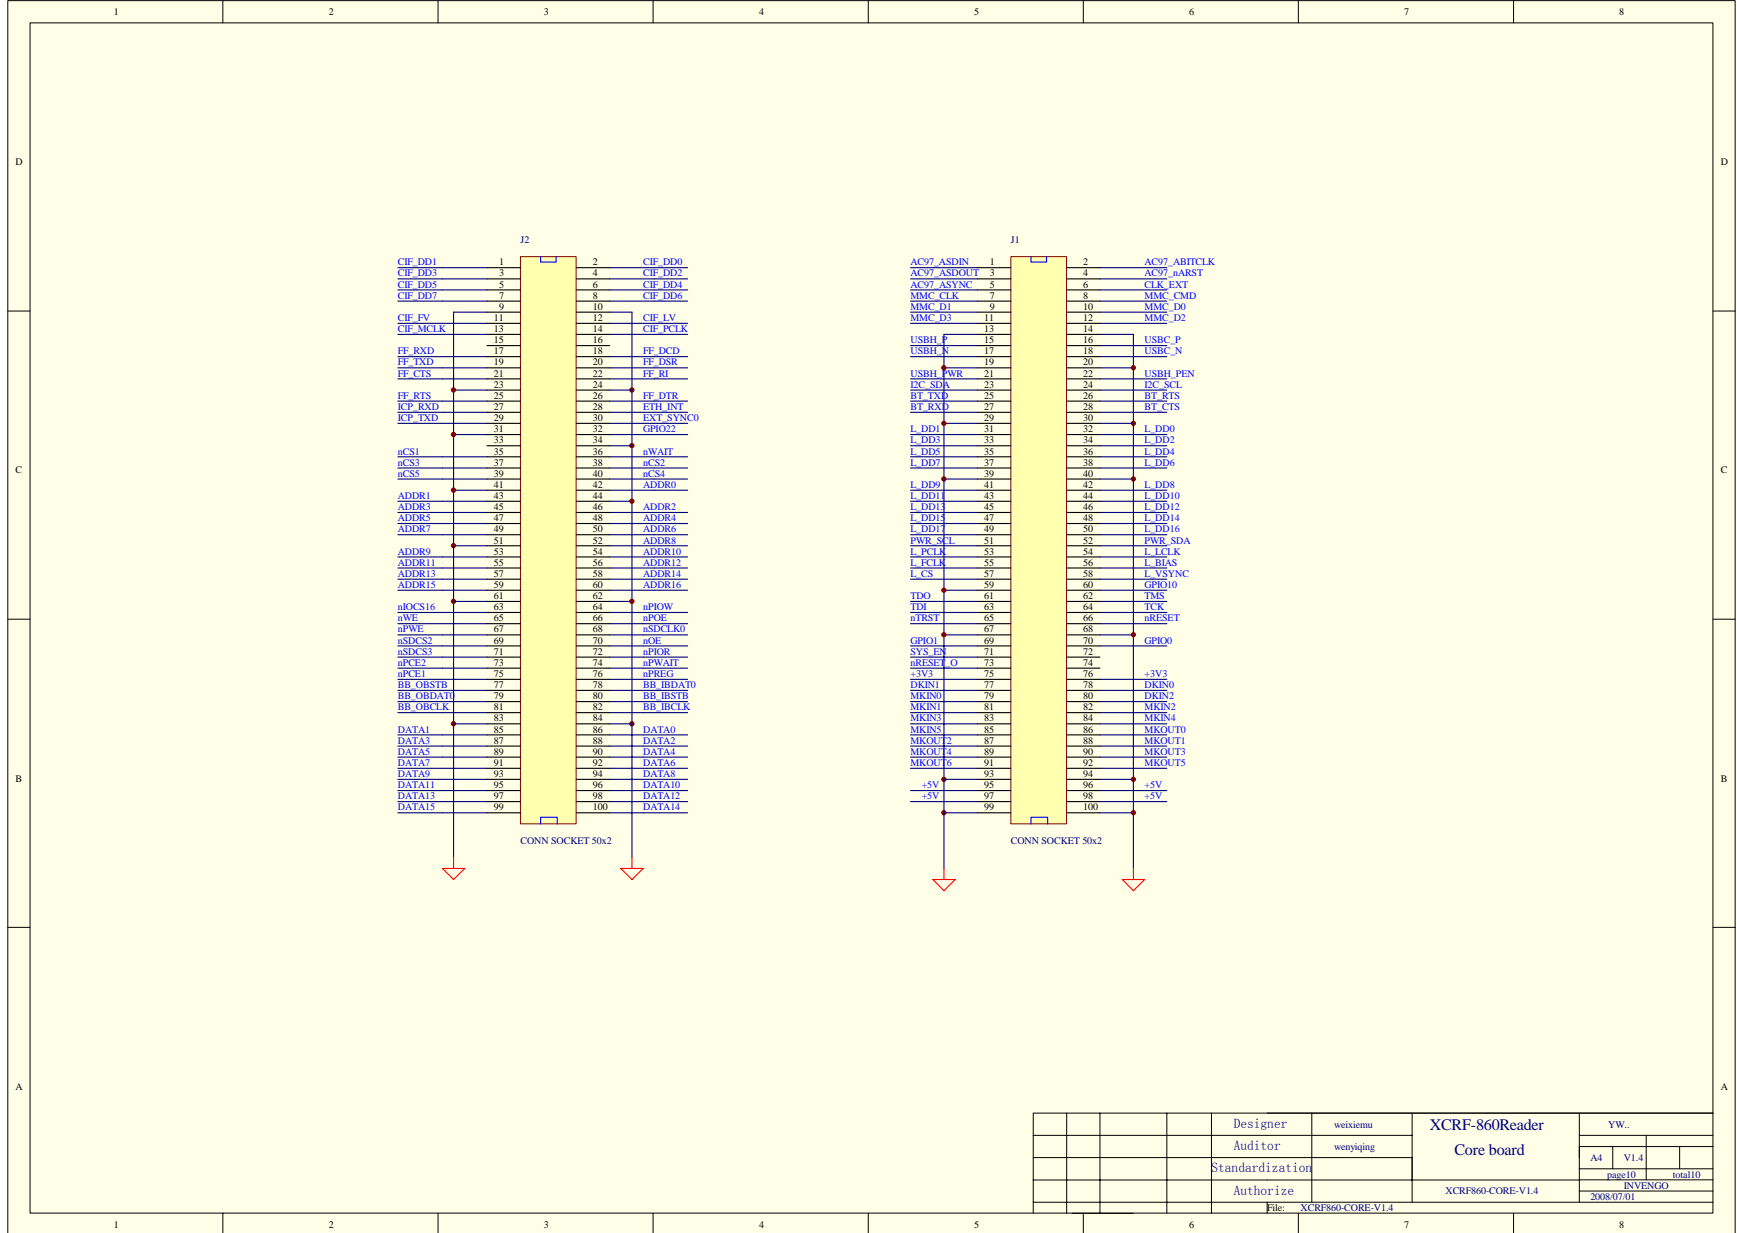 1 2 3 4 5 6 7 8
D D
C C
B B
A A
J2
CIF_DD1 1 2 CIF_DD0
CIF_DD3 3 4 CIF_DD2
CIF_DD5 5 6 CIF_DD4
CIF_DD7 7 8 CIF_DD6
9 10
CIF_FV 11 12 CIF_LV
CIF_MCLK 13 14 CIF_PCLK
15 16
FF_RXD 17 18 FF_DCD
FF_TXD 19 20 FF_DSR
FF_CTS 21 22 FF_RI
23 24
FF_RTS 25 26 FF_DTR
ICP_RXD 27 28 ETH_INT
ICP_TXD 29 30 EXT_SYNC0
31 32 GPIO22
33 34
nCS1 35 36 nWAIT
nCS3 37 38 nCS2
nCS5 39 40 nCS4
41 42 ADDR0
ADDR1 43 44
ADDR3 45 46 ADDR2
ADDR5 47 48 ADDR4
ADDR7 49 50 ADDR6
51 52 ADDR8
ADDR9 53 54 ADDR10
ADDR11 55 56 ADDR12
ADDR13 57 58 ADDR14
ADDR15 59 60 ADDR16
61 62
nIOCS16 63 64 nPIOW
nWE 65 66 nPOE
nPWE 67 68 nSDCLK0
nSDCS2 69 70 nOE
nSDCS3 71 72 nPIOR
nPCE2 73 74 nPWAIT
nPCE1 75 76 nPREG
BB_OBSTB 77 78 BB_IBDAT0
BB_OBDAT0 79 80 BB_IBSTB
BB_OBCLK 81 82 BB_IBCLK
83 84
DATA1 85 86 DATA0
DATA3 87 88 DATA2
DATA5 89 90 DATA4
DATA7 91 92 DATA6
DATA9 93 94 DATA8
DATA11 95 96 DATA10
DATA13 97 98 DATA12
DATA15 99 100 DATA14
CONN SOCKET 50x2
J1
AC97_ASDIN 1 2 AC97_ABITCLK
AC97_ASDOUT 3 4 AC97_nARST
AC97_ASYNC 5 6 CLK_EXT
MMC_CLK 7 8 MMC_CMD
MMC_D1 9 10 MMC_D0
MMC_D3 11 12 MMC_D2
13 14
USBH_P 15 16 USBC_P
USBH_N 17 18 USBC_N
19 20
USBH_PWR 21 22 USBH_PEN
I2C_SDA 23 24 I2C_SCL
BT_TXD 25 26 BT_RTS
BT_RXD 27 28 BT_CTS
29 30
L_DD1 31 32 L_DD0
L_DD3 33 34 L_DD2
L_DD5 35 36 L_DD4
L_DD7 37 38 L_DD6
39 40
L_DD9 41 42 L_DD8
L_DD11 43 44 L_DD10
L_DD13 45 46 L_DD12
L_DD15 47 48 L_DD14
L_DD17 49 50 L_DD16
PWR_SCL 51 52 PWR_SDA
L_PCLK 53 54 L_LCLK
L_FCLK 55 56 L_BIAS
L_CS 57 58 L_VSYNC
59 60 GPIO10
TDO 61 62 TMS
TDI 63 64 TCK
nTRST 65 66 nRESET
67 68
GPIO1 69 70 GPIO0
SYS_EN 71 72
nRESET_O 73 74
+3V3 75 76 +3V3
DKIN1 77 78 DKIN0
MKIN0 79 80 DKIN2
MKIN1 81 82 MKIN2
MKIN3 83 84 MKIN4
MKIN5 85 86 MKOUT0
MKOUT2 87 88 MKOUT1
MKOUT4 89 90 MKOUT3
MKOUT6 91 92 MKOUT5
93 94
+5V 95 96 +5V
+5V 97 98 +5V
99 100
CONN SOCKET 50x2
Designer weixiemu XCRF-860Reader YW..
Auditor wenyiqing Core board
A4 V1.4
Standardization
page10 total10
Authorize XCRF860-CORE-V1.4 INVENGO
2008/07/01
File: XCRF860-CORE-V1.4
1 2 3 4 5 6 7 8